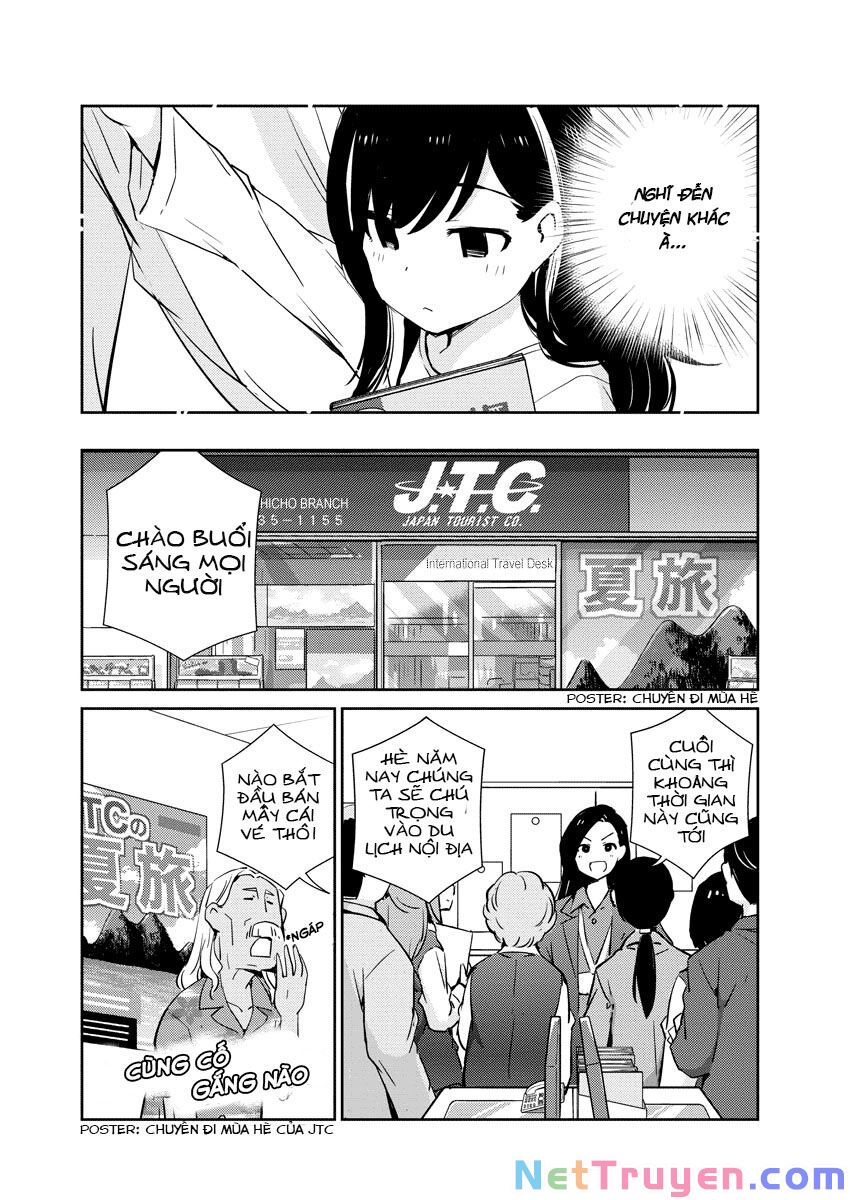 NGHĨ ĐẾN
CHUYỆN KHÁC
À...
HICHO BRANCH
35-1155
J.T.C.
JAPAN TOURIST CO.
International Travel Desk
夏旅
CHÀO BUỔI
SÁNG MỌI
NGƯỜI
POSTER: CHUYẾN ĐI MÙA HÈ
TCの
夏旅
NÀO BẮT
ĐẦU BÁN
MẤY CÁI
VÉ THÔI
NGÁP
CÙNG CỐ
GẮNG NÀO
POSTER: CHUYẾN ĐI MÙA HÈ CỦA JTC
HÈ NĂM
NAY CHÚNG
TA SẼ CHÚ
TRỌNG
VÀO DU
LỊCH NỘI ĐỊA
CUỐI
CÙNG THÌ
KHOẢNG
THỜI GIAN
NÀY CŨNG
TỚI
NetTruyen.com